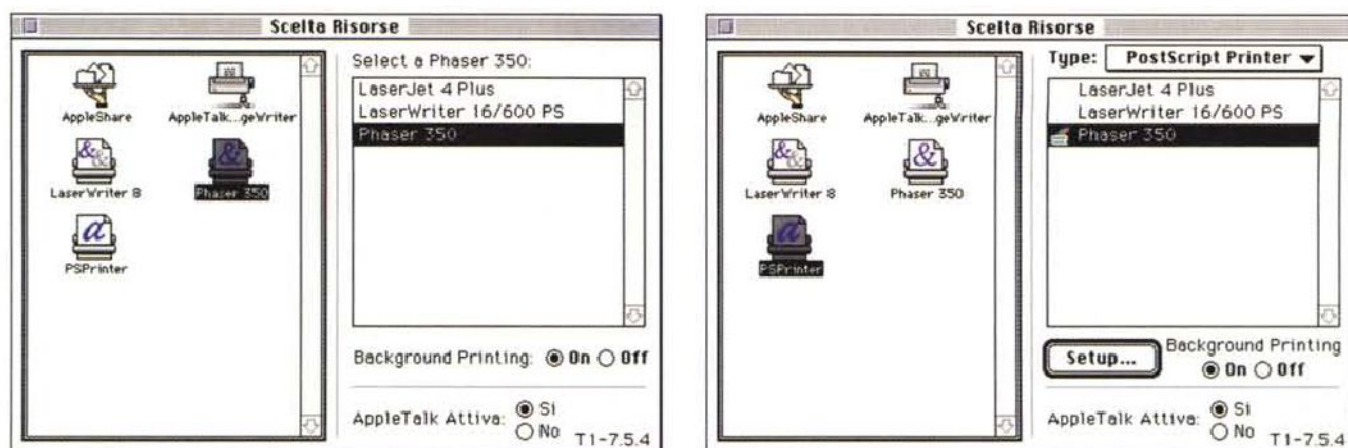 Scelta Risorse
AppleShare
AppleTalk...geWriter
LaserWriter 8
Phaser 350
PSPrinter
Select a Phaser 350:
LaserJet 4 Plus
LaserWriter 16/600 PS
Phaser 350
Background Printing: On Off
AppleTalk Attiva: Sì
No
T1-7.5.4
Scelta Risorse
AppleShare
AppleTalk...geWriter
LaserWriter 8
Phaser 350
PSPrinter
Type: PostScript Printer
LaserJet 4 Plus
LaserWriter 16/600 PS
Phaser 350
Setup...
Background Printing
On Off
AppleTalk Attiva: Sì
No
T1-7.5.4